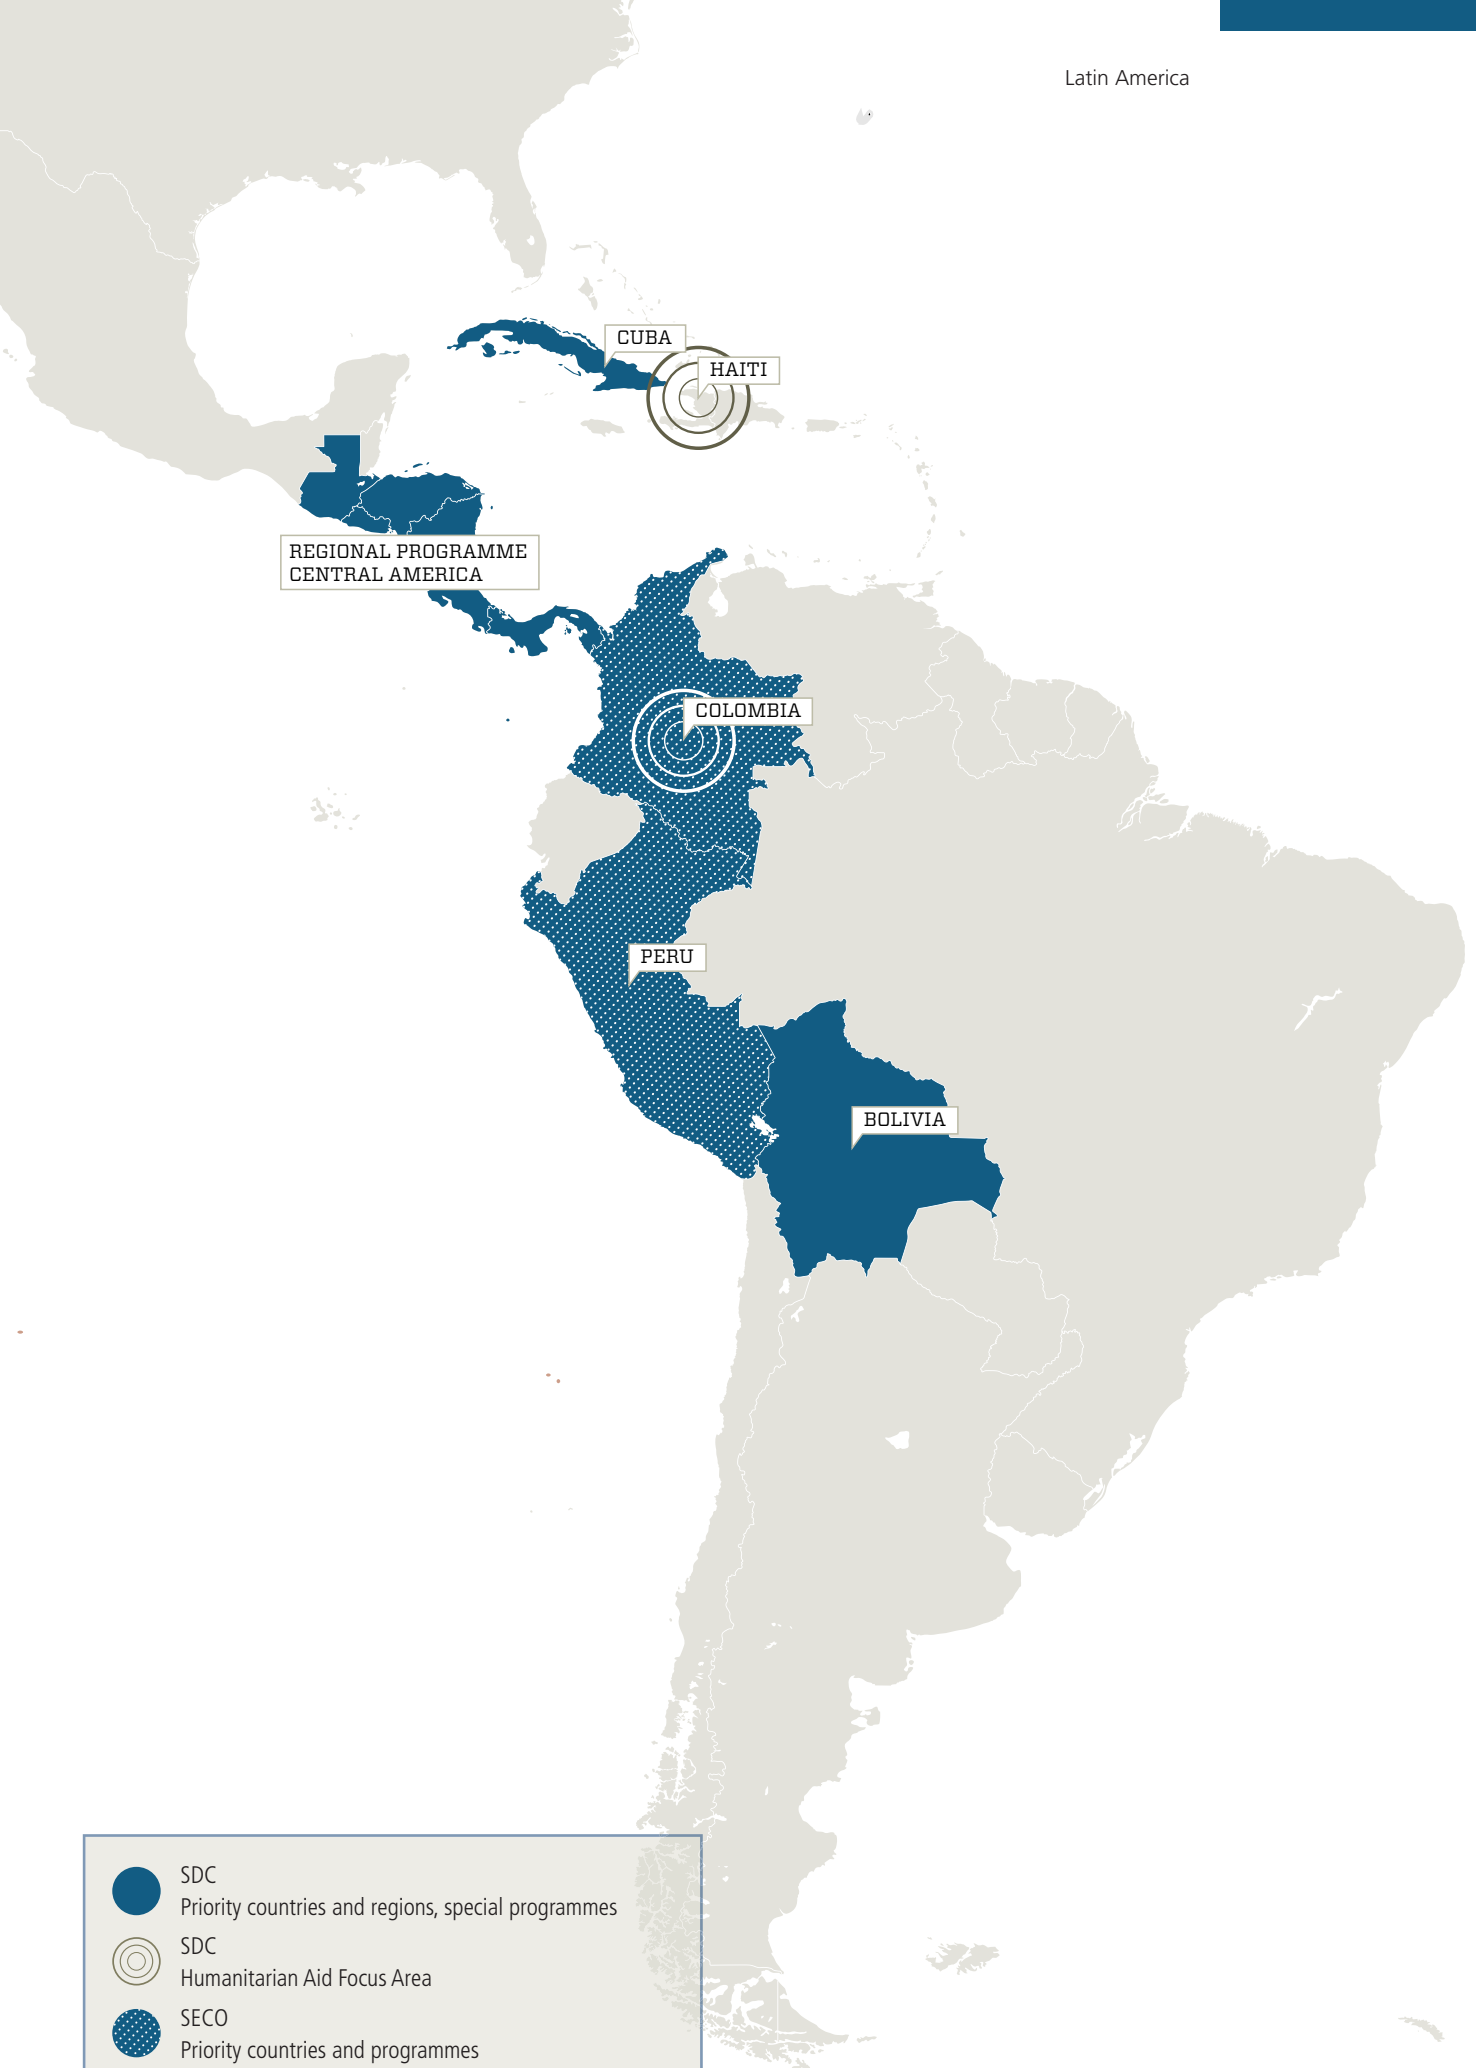 Latin America
CUBA
HAITI
REGIONAL PROGRAMME
CENTRAL AMERICA
COLOMBIA
PERU
BOLIVIA
SDC
Priority countries and regions, special programmes
SDC
Humanitarian Aid Focus Area
SECO
Priority countries and programmes